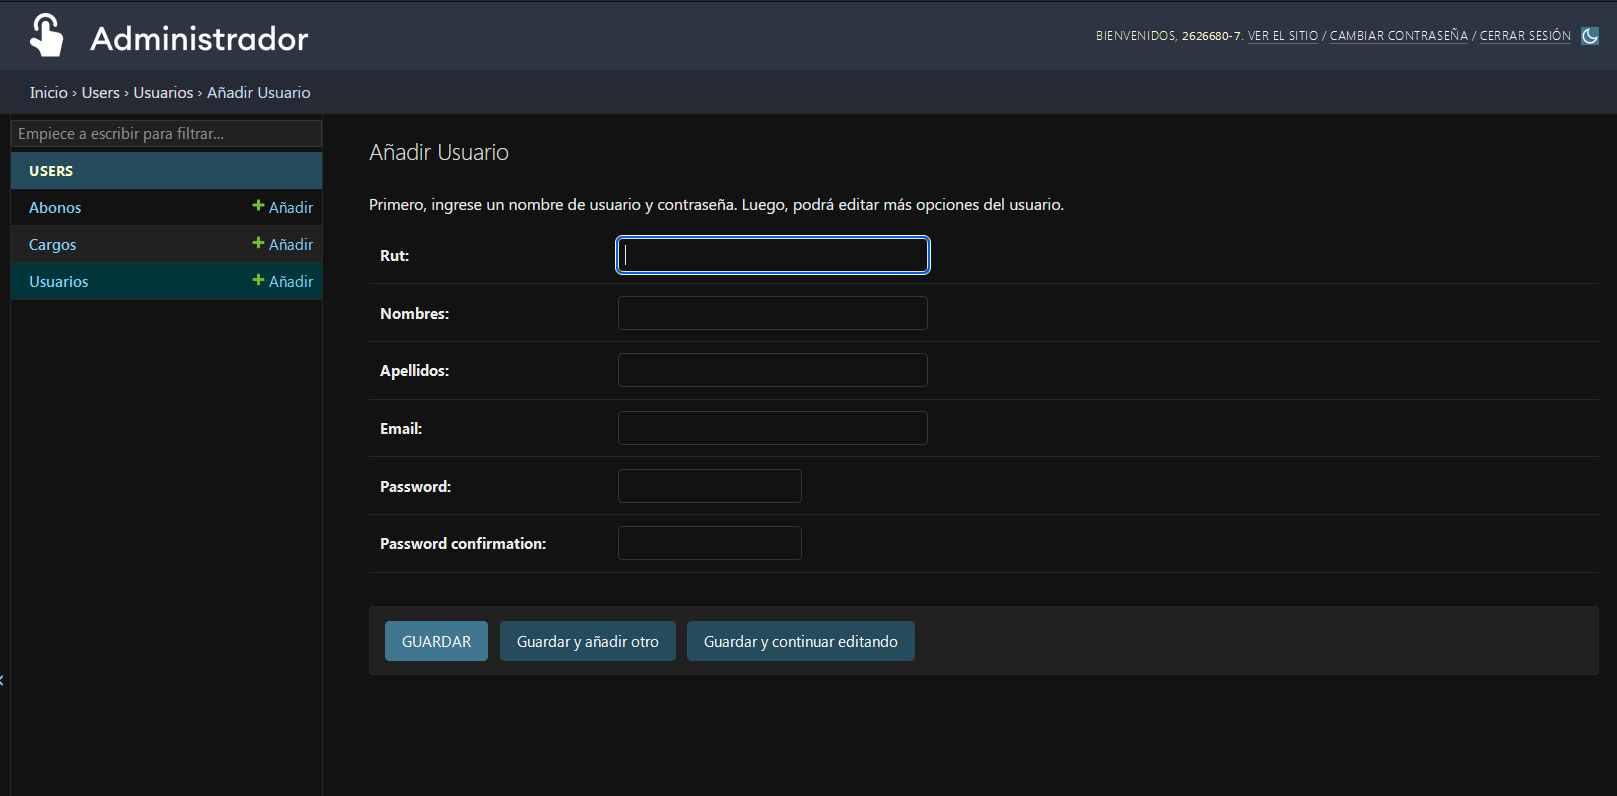 Administrador
BIENVENIDOS, 2626680-7. VER EL SITIO / CAMBIAR CONTRASEÑA / CERRAR SESIÓN
Inicio › Users › Usuarios › Añadir Usuario
Empiece a escribir para filtrar...
USERS
Abonos + Añadir
Cargos + Añadir
Usuarios + Añadir
Añadir Usuario
Primero, ingrese un nombre de usuario y contraseña. Luego, podrá editar más opciones del usuario.
Rut:
Nombres:
Apellidos:
Email:
Password:
Password confirmation:
GUARDAR Guardar y añadir otro Guardar y continuar editando